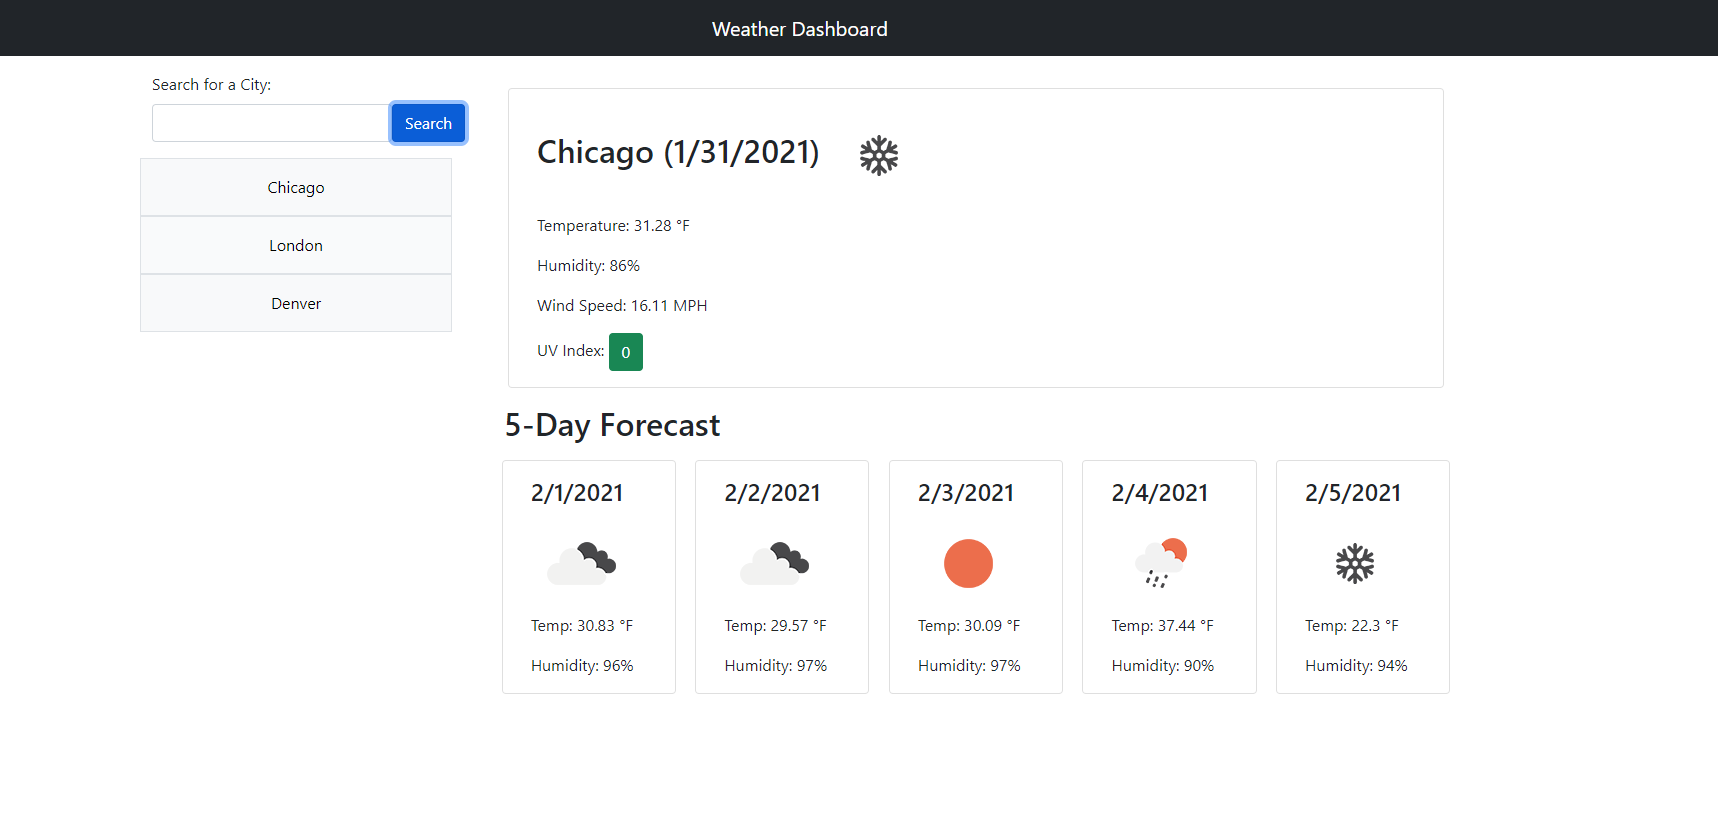 Weather Dashboard
Search for a City:
Search
Chicago
London
Denver
Chicago (1/31/2021)
Temperature: 31.28 °F
Humidity: 86%
Wind Speed: 16.11 MPH
UV Index: 0
5-Day Forecast
2/1/2021
Temp: 30.83 °F
Humidity: 96%
2/2/2021
Temp: 29.57 °F
Humidity: 97%
2/3/2021
Temp: 30.09 °F
Humidity: 97%
2/4/2021
Temp: 37.44 °F
Humidity: 90%
2/5/2021
Temp: 22.3 °F
Humidity: 94%